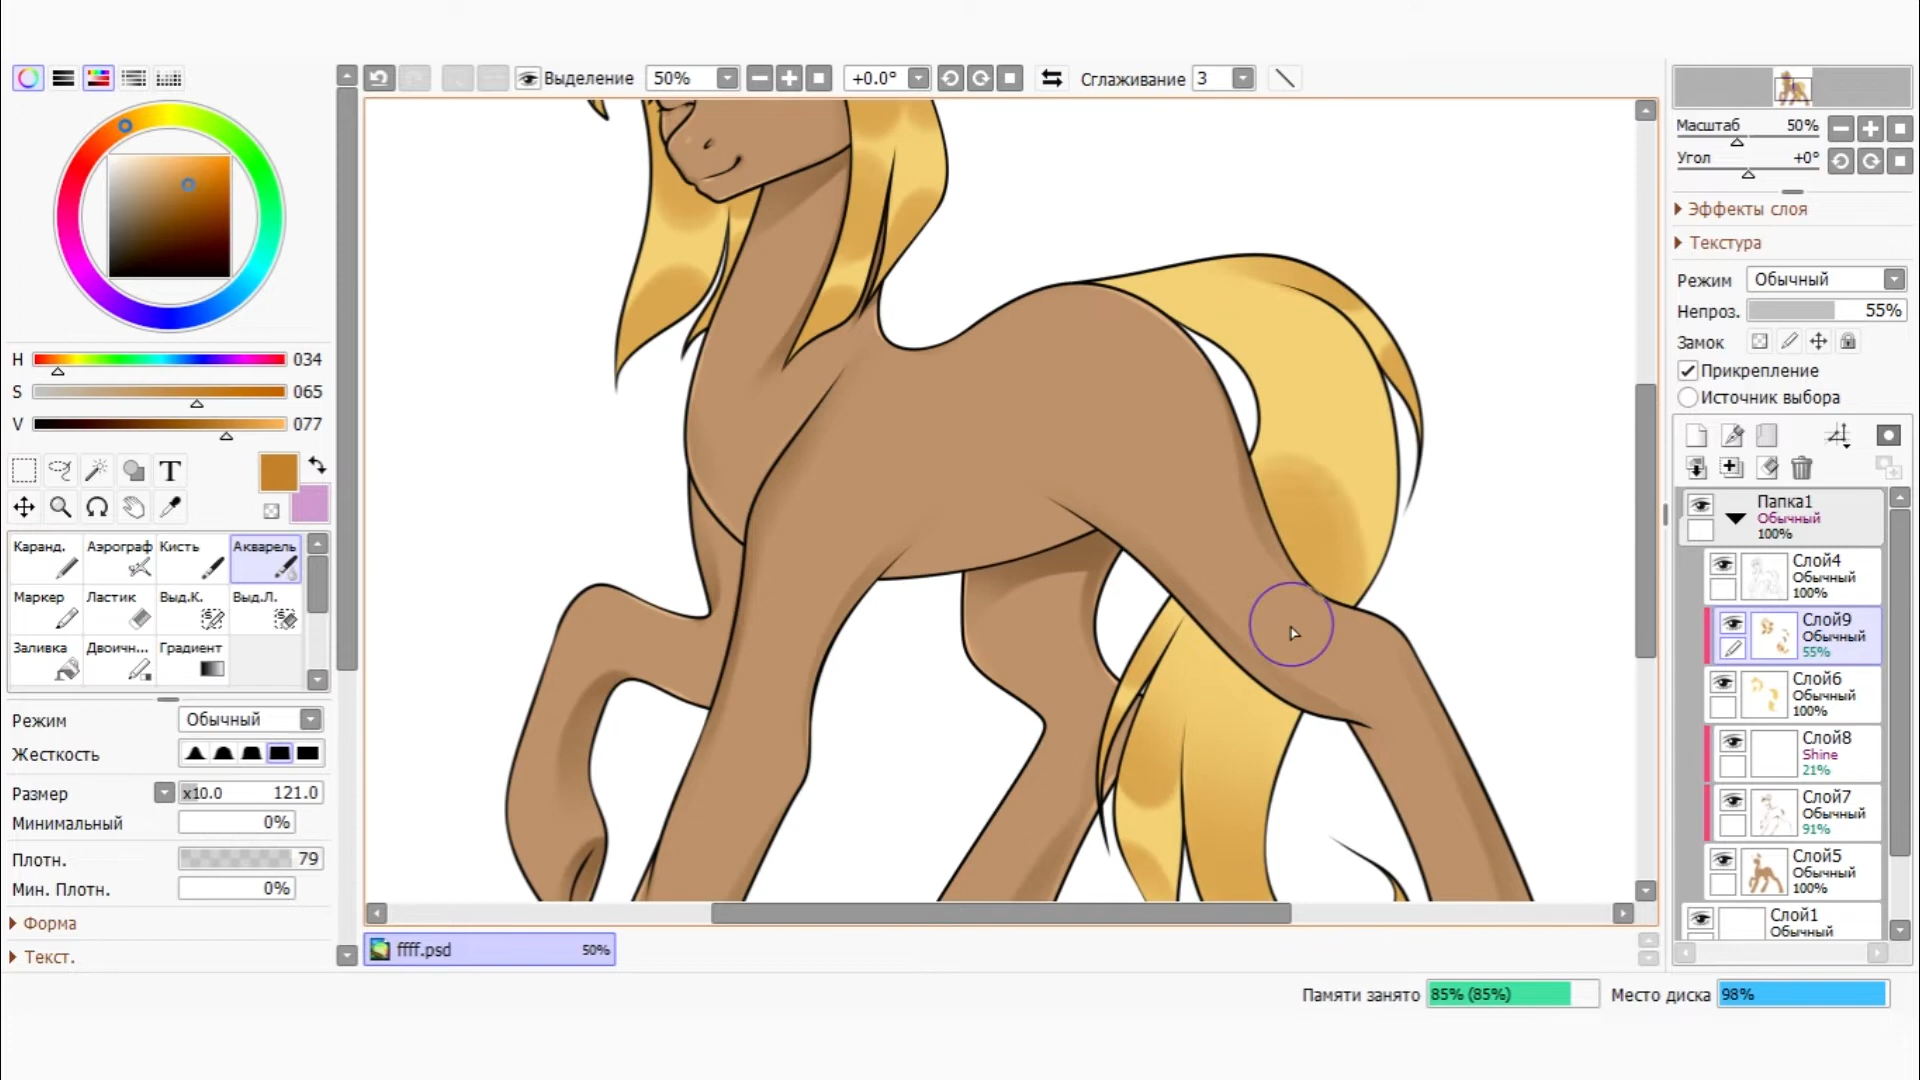 Выделение
50%
+0.0°
Сглаживание
3
H
034
S
065
V
077
T
Каранд.
Аэрограф
Кисть
Акварель
Маркер
Ластик
Выд.К.
Выд.Л.
Заливка
Двоичн...
Градиент
Режим
Обычный
Жесткость
Размер
x10.0
121.0
Минимальный
0%
Плотн.
79
Мин. Плотн.
0%
Форма
Текст.
ffff.psd
50%
Масштаб
50%
Угол
+0°
Эффекты слоя
Текстура
Режим
Обычный
Непроз.
55%
Замок
Прикрепление
Источник выбора
Папка1
Обычный
100%
Слой4
Обычный
100%
Слой9
Обычный
55%
Слой6
Обычный
100%
Слой8
Shine
21%
Слой7
Обычный
91%
Слой5
Обычный
100%
Слой1
Обычный
Памяти занято
85% (85%)
Место диска
98%